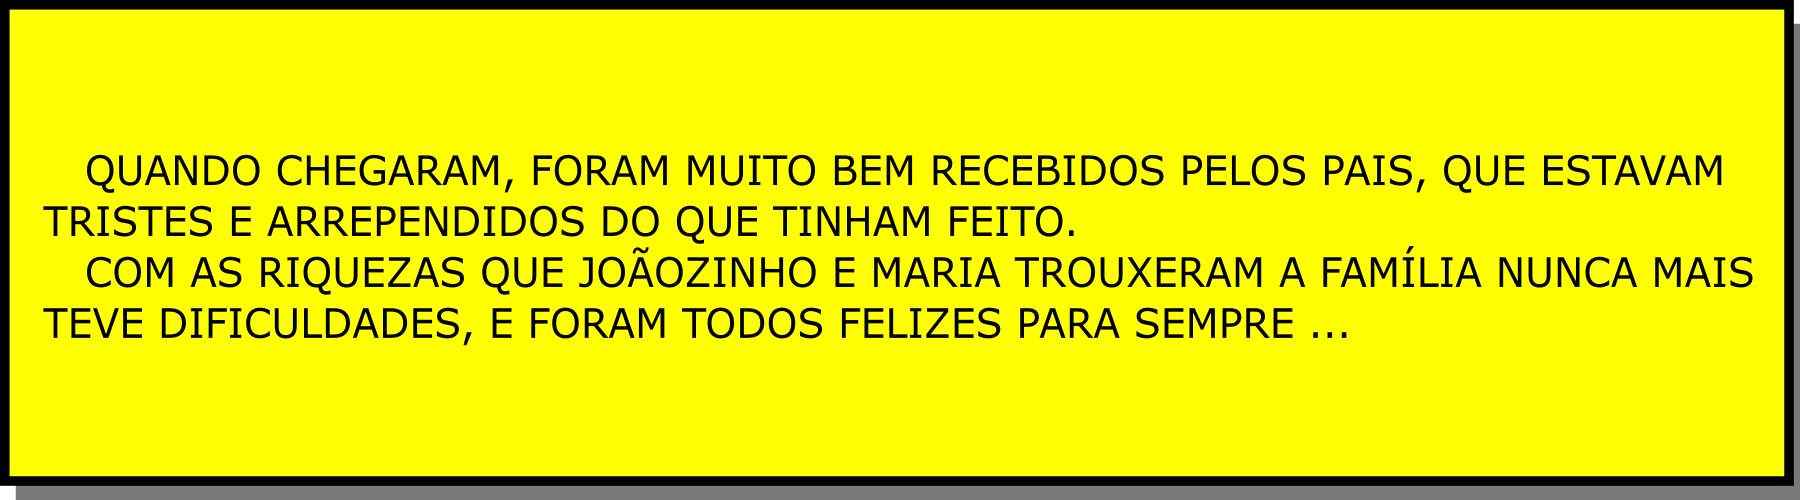 QUANDO CHEGARAM, FORAM MUITO BEM RECEBIDOS PELOS PAIS, QUE ESTAVAM
TRISTES E ARREPENDIDOS DO QUE TINHAM FEITO.
COM AS RIQUEZAS QUE JOÃOZINHO E MARIA TROUXERAM A FAMÍLIA NUNCA MAIS
TEVE DIFICULDADES, E FORAM TODOS FELIZES PARA SEMPRE ...